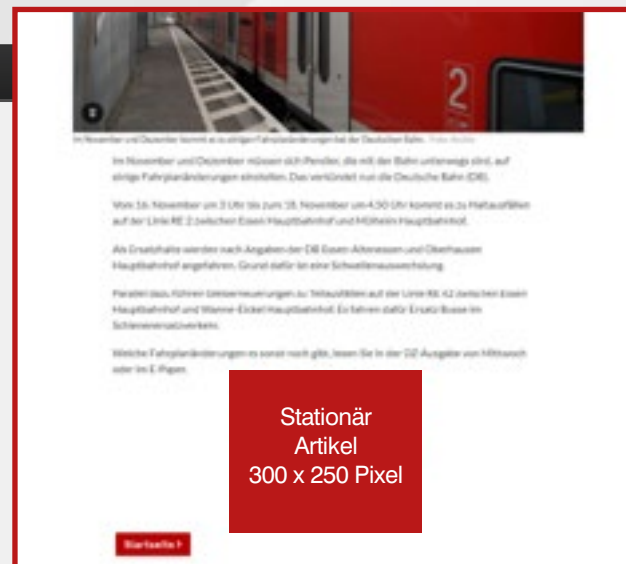 2
Im November und Dezember kommt es zu einigen Fahrplanänderungen bei der Deutschen Bahn.
Im November und Dezember müssen sich Pendler, die mit der Bahn unterwegs sind, auf
einige Fahrplanänderungen einstellen. Das verkündet nun die Deutsche Bahn (DB).
Vom 16. November um 3 Uhr bis zum 18. November um 4.50 Uhr kommt es zu Haltausfällen
auf der Linie RE 2 zwischen Essen Hauptbahnhof und Mülheim Hauptbahnhof.
Als Ersatzhalte werden nach Angaben der DB Essen-Altenessen und Oberhausen
Hauptbahnhof angefahren. Grund dafür ist eine Schwellenauswechslung.
Parallel dazu führen Gleiserneuerungen zu Teilausfällen auf der Linie RE 42 zwischen Essen
Hauptbahnhof und Wanne-Eickel Hauptbahnhof. Es fahren dafür Ersatz-Busse im
Schienenersatzverkehr.
Welche Fahrplanänderungen es sonst noch gibt, lesen Sie in der DZ-Ausgabe von Mittwoch
oder im E-Paper.
Stationär
Artikel
300 x 250 Pixel
Startseite